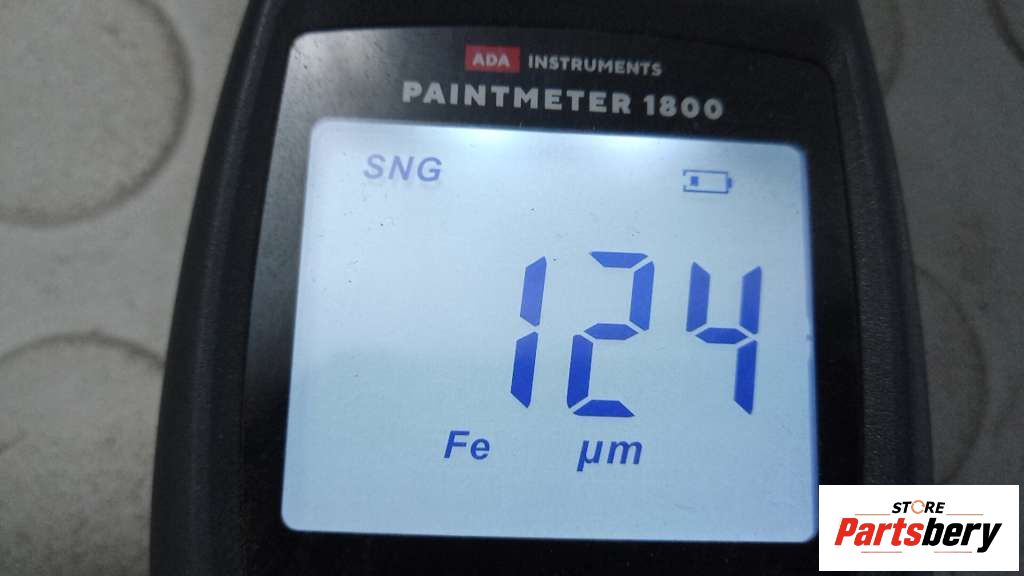 ADA INSTRUMENTS
PAINTMETER 1800
SNG
124
Fe µm
STORE
Partsbery